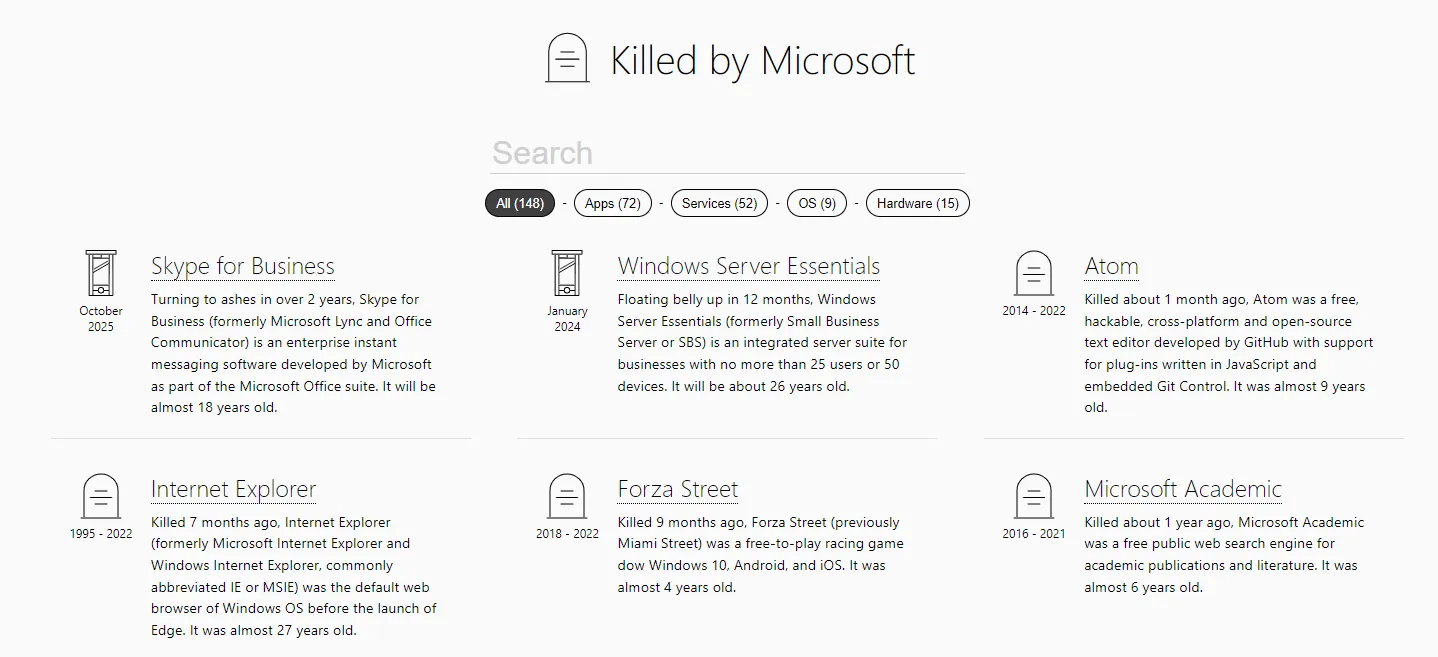 Killed by Microsoft
Search
All (148) - Apps (72) - Services (52) - OS (9) - Hardware (15)
Skype for Business
October
2025
Turning to ashes in over 2 years, Skype for
Business (formerly Microsoft Lync and Office
Communicator) is an enterprise instant
messaging software developed by Microsoft
as part of the Microsoft Office suite. It will be
almost 18 years old.
Windows Server Essentials
January
2024
Floating belly up in 12 months, Windows
Server Essentials (formerly Small Business
Server or SBS) is an integrated server suite for
businesses with no more than 25 users or 50
devices. It will be about 26 years old.
Atom
2014 - 2022
Killed about 1 month ago, Atom was a free,
hackable, cross-platform and open-source
text editor developed by GitHub with support
for plug-ins written in JavaScript and
embedded Git Control. It was almost 9 years
old.
Internet Explorer
1995 - 2022
Killed 7 months ago, Internet Explorer
(formerly Microsoft Internet Explorer and
Windows Internet Explorer, commonly
abbreviated IE or MSIE) was the default web
browser of Windows OS before the launch of
Edge. It was almost 27 years old.
Forza Street
2018 - 2022
Killed 9 months ago, Forza Street (previously
Miami Street) was a free-to-play racing game
dow Windows 10, Android, and iOS. It was
almost 4 years old.
Microsoft Academic
2016 - 2021
Killed about 1 year ago, Microsoft Academic
was a free public web search engine for
academic publications and literature. It was
almost 6 years old.